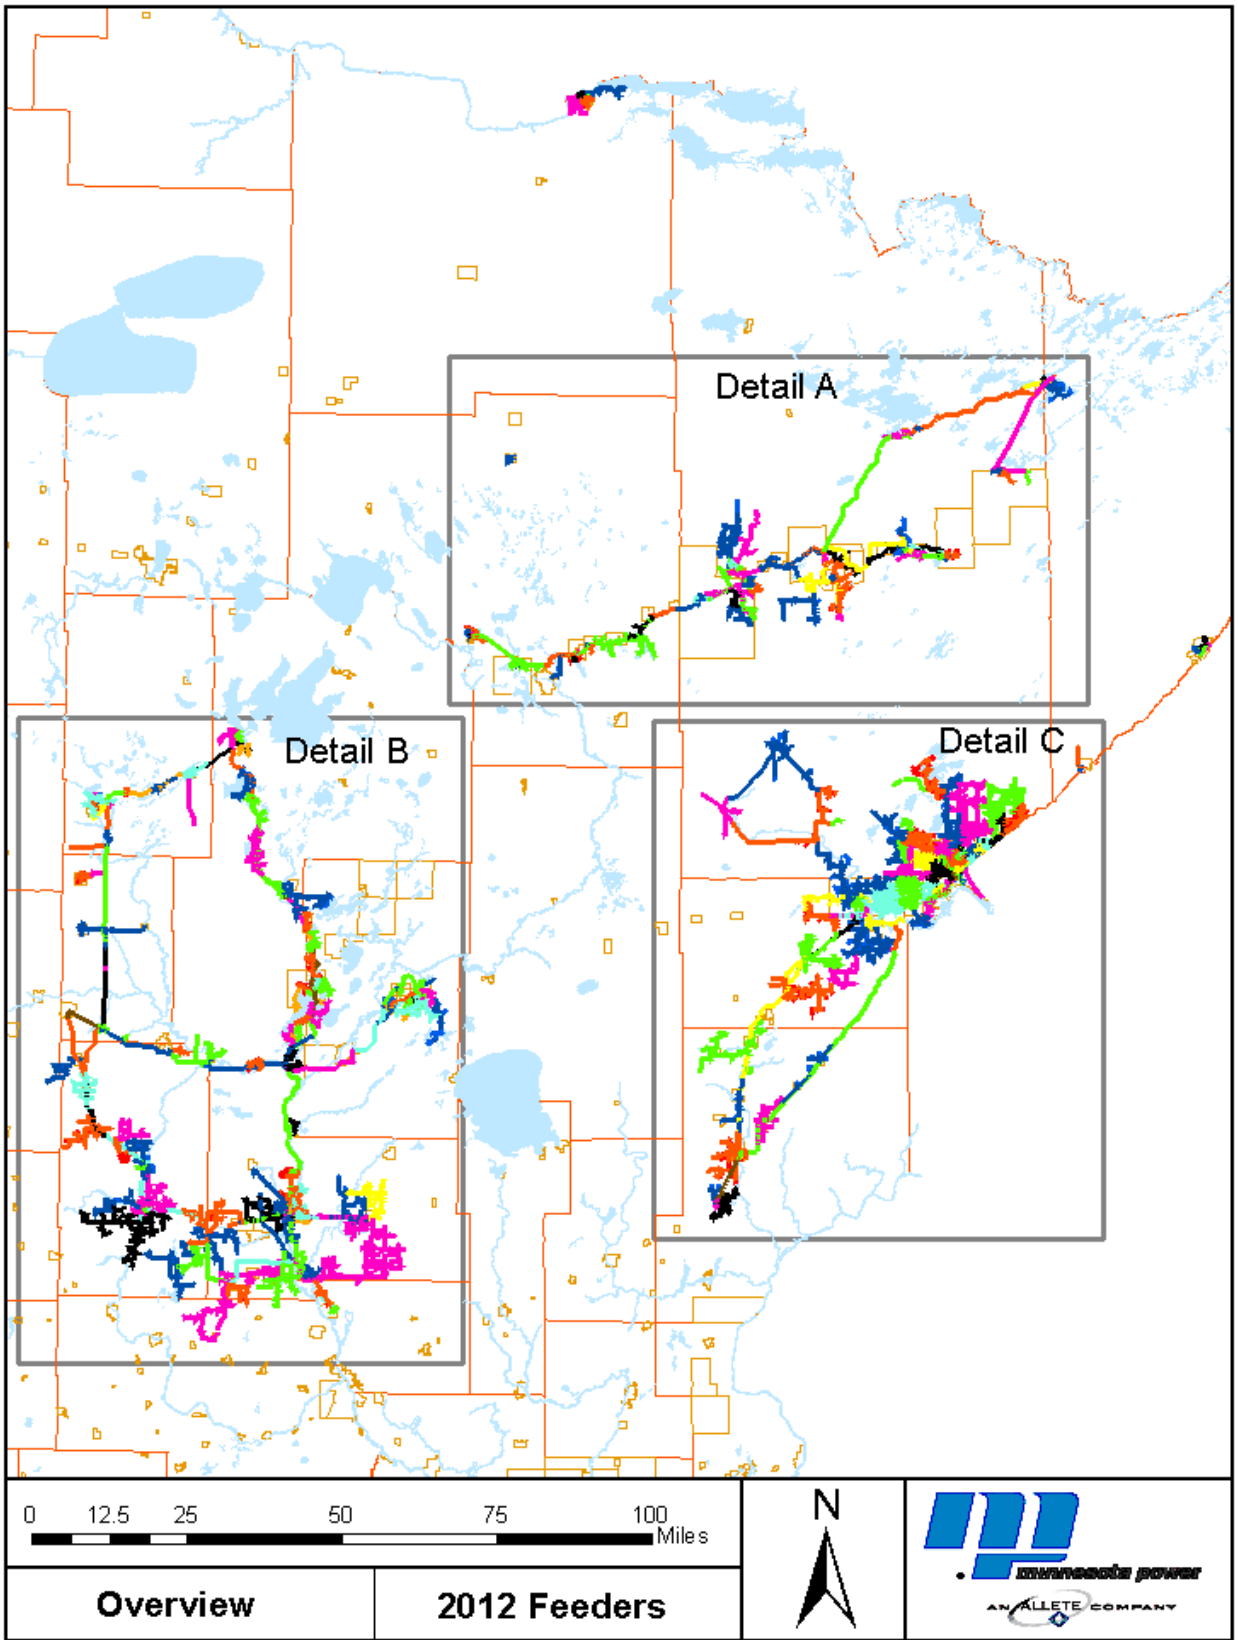 Detail A
Detail B
Detail C
0 12.5 25 50 75 100
Miles
N
Overview
2012 Feeders
mp
minnesota power
AN ALLETE COMPANY